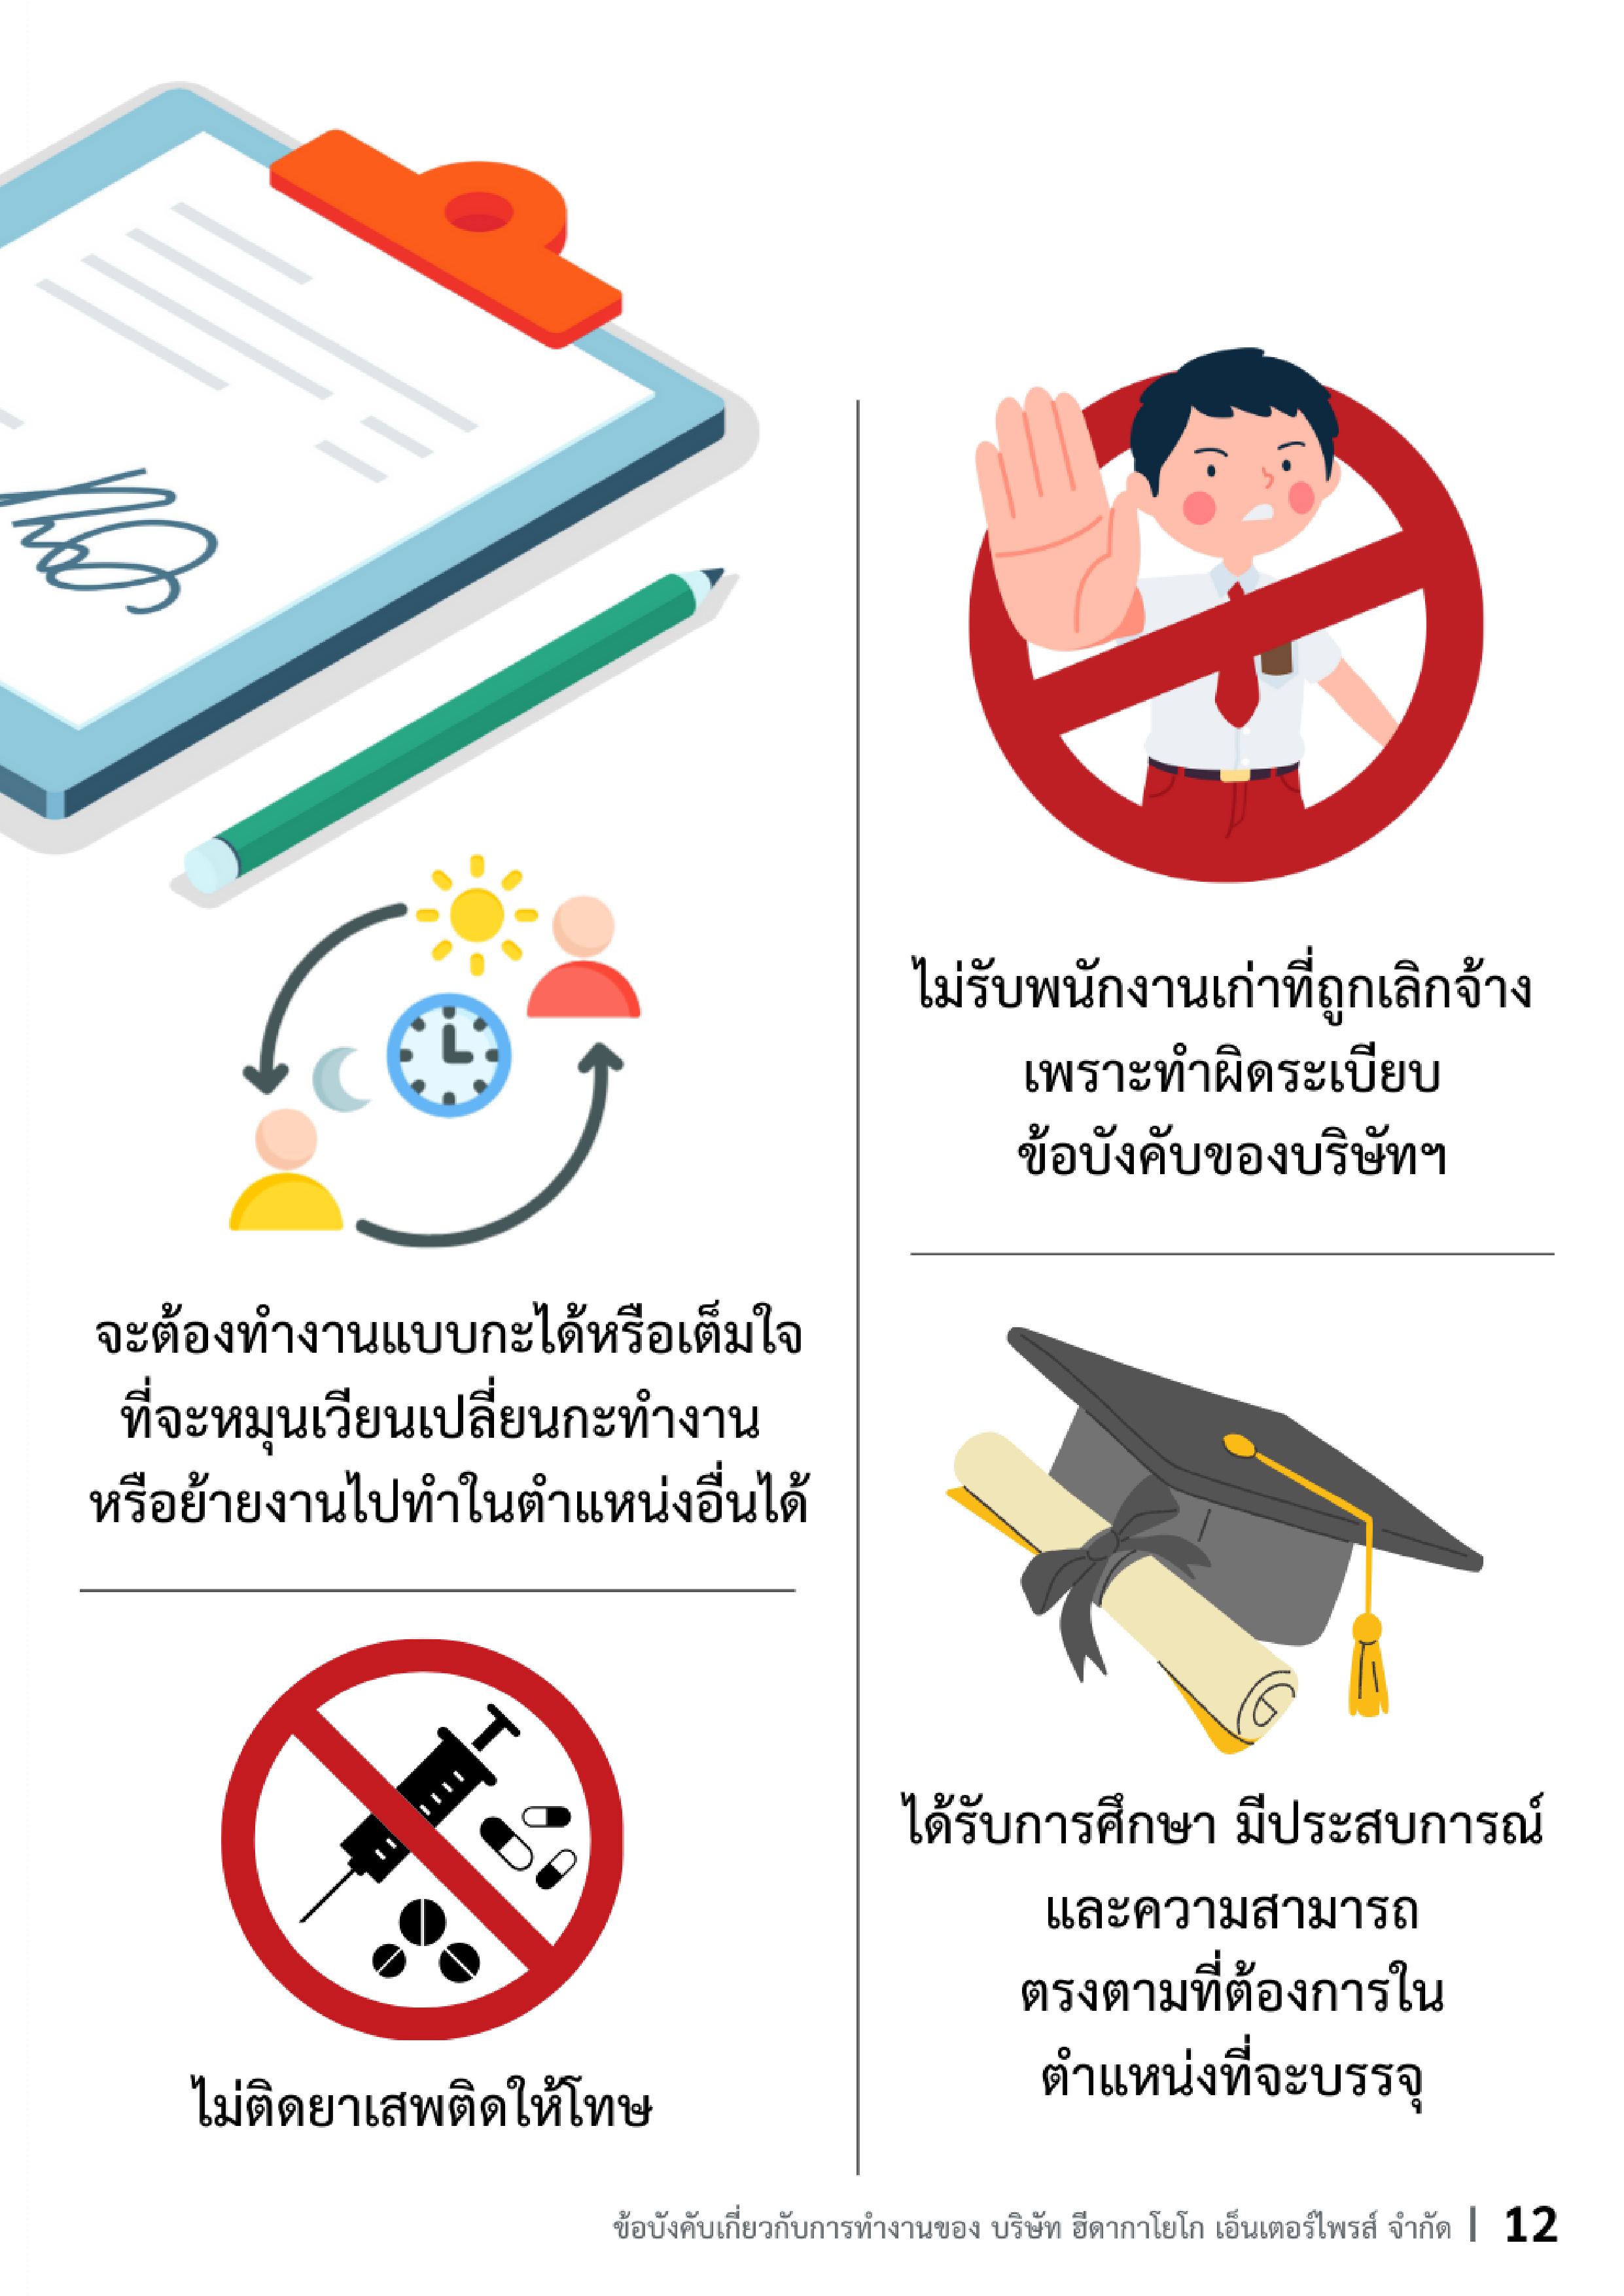 จะต้องทำงานแบบกะได้หรือเต็มใจ
ที่จะหมุนเวียนเปลี่ยนกะทำงาน
หรือย้ายงานไปทำในตำแหน่งอื่นได้
ไม่ติดยาเสพติดให้โทษ
ไม่รับพนักงานเก่าที่ถูกเลิกจ้าง
เพราะทำผิดระเบียบ
ข้อบังคับของบริษัทฯ
ได้รับการศึกษา มีประสบการณ์
และความสามารถ
ตรงตามที่ต้องการใน
ตำแหน่งที่จะบรรจุ
ข้อบังคับเกี่ยวกับการทำงานของ บริษัท ฮีดากาโยโก เอ็นเตอร์ไพรส์ จำกัด | 12